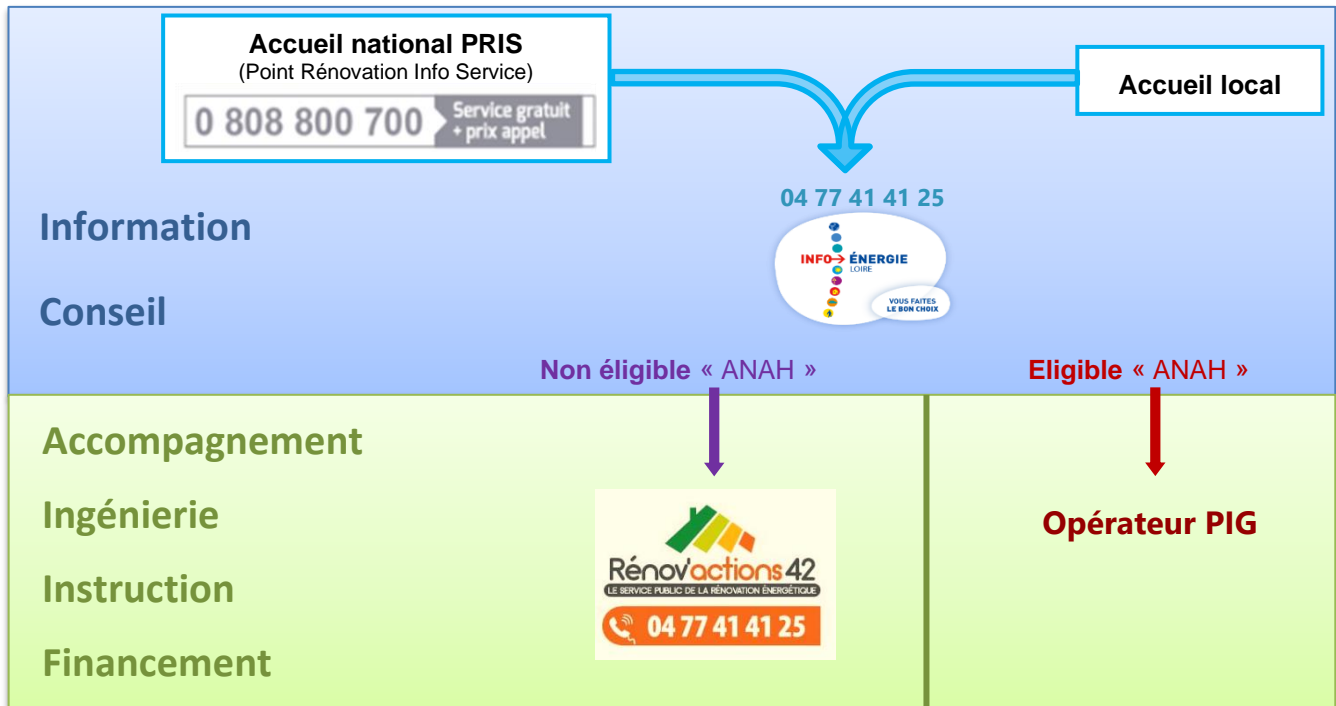 Accueil national PRIS
(Point Rénovation Info Service)
0 808 800 700
Service gratuit
+ prix appel
Accueil local
04 77 41 41 25
INFO→ ÉNERGIE
LOIRE
VOUS FAITES
LE BON CHOIX
Information
Conseil
Non éligible « ANAH »
Eligible « ANAH »
Accompagnement
Ingénierie
Instruction
Financement
Rénov'actions 42
LE SERVICE PUBLIC DE LA RÉNOVATION ÉNERGÉTIQUE
04 77 41 41 25
Opérateur PIG